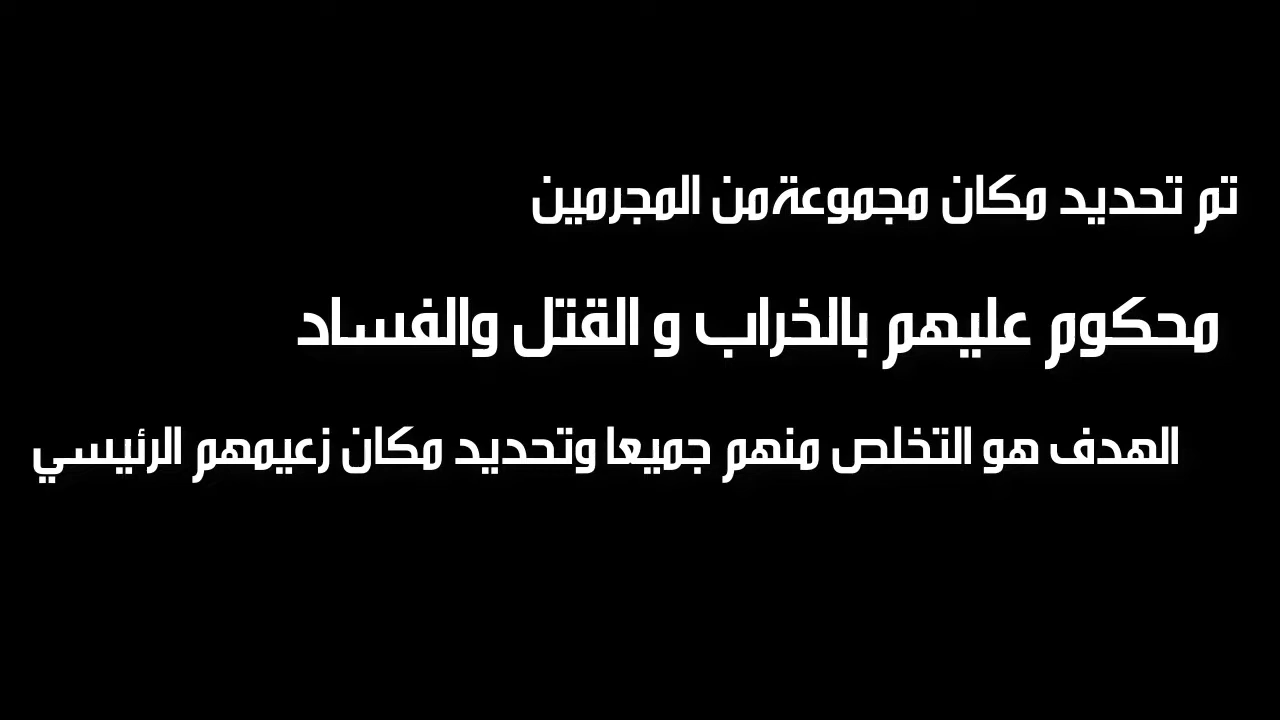 تم تحديد مكان مجموعة من المجرمين
محكوم عليهم بالخراب و القتل والفساد
الهدف هو التخلص منهم جميعا وتحديد مكان زعيمهم الرئيسي